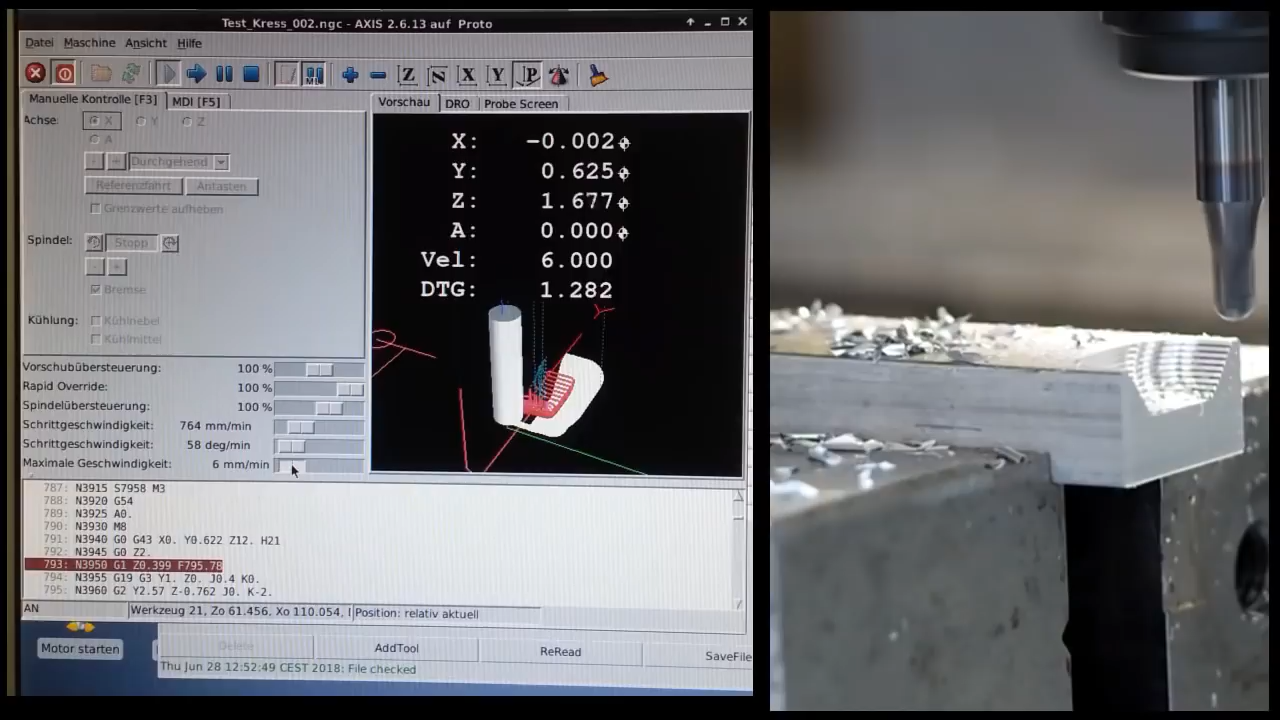 Test_Kress_002.ngc - AXIS 2.6.13 auf Proto
Datei Maschine Ansicht Hilfe
Z N X Y P
Manuelle Kontrolle [F3] MDI [F5]
Vorschau DRO Probe Screen
Achse: X Y Z
A
- + Durchgehend
Referenzfahrt Antasten
Grenzwerte aufheben
Spindel: Stopp
- +
Bremse
Kühlung: Kühlnebel
Kühlmittel
X: -0.002
Y: 0.625
Z: 1.677
A: 0.000
Vel: 6.000
DTG: 1.282
Y
Vorschubübersteuerung: 100 %
Rapid Override: 100 %
Spindelübersteuerung: 100 %
Schrittgeschwindigkeit: 764 mm/min
Schrittgeschwindigkeit: 58 deg/min
Maximale Geschwindigkeit: 6 mm/min
787: N3915 S7958 M3
788: N3920 G54
789: N3925 A0.
790: N3930 M8
791: N3940 G0 G43 X0. Y0.622 Z12. H21
792: N3945 G0 Z2.
793: N3950 G1 Z0.399 F795.78
794: N3955 G19 G3 Y1. Z0. J0.4 K0.
795: N3960 G2 Y2.57 Z-0.762 J0. K-2.
AN Werkzeug 21, Zo 61.456, Xo 110.054, Position: relativ aktuell
Motor starten
Delete AddTool ReRead SaveFile
Thu Jun 28 12:52:49 CEST 2018: File checked